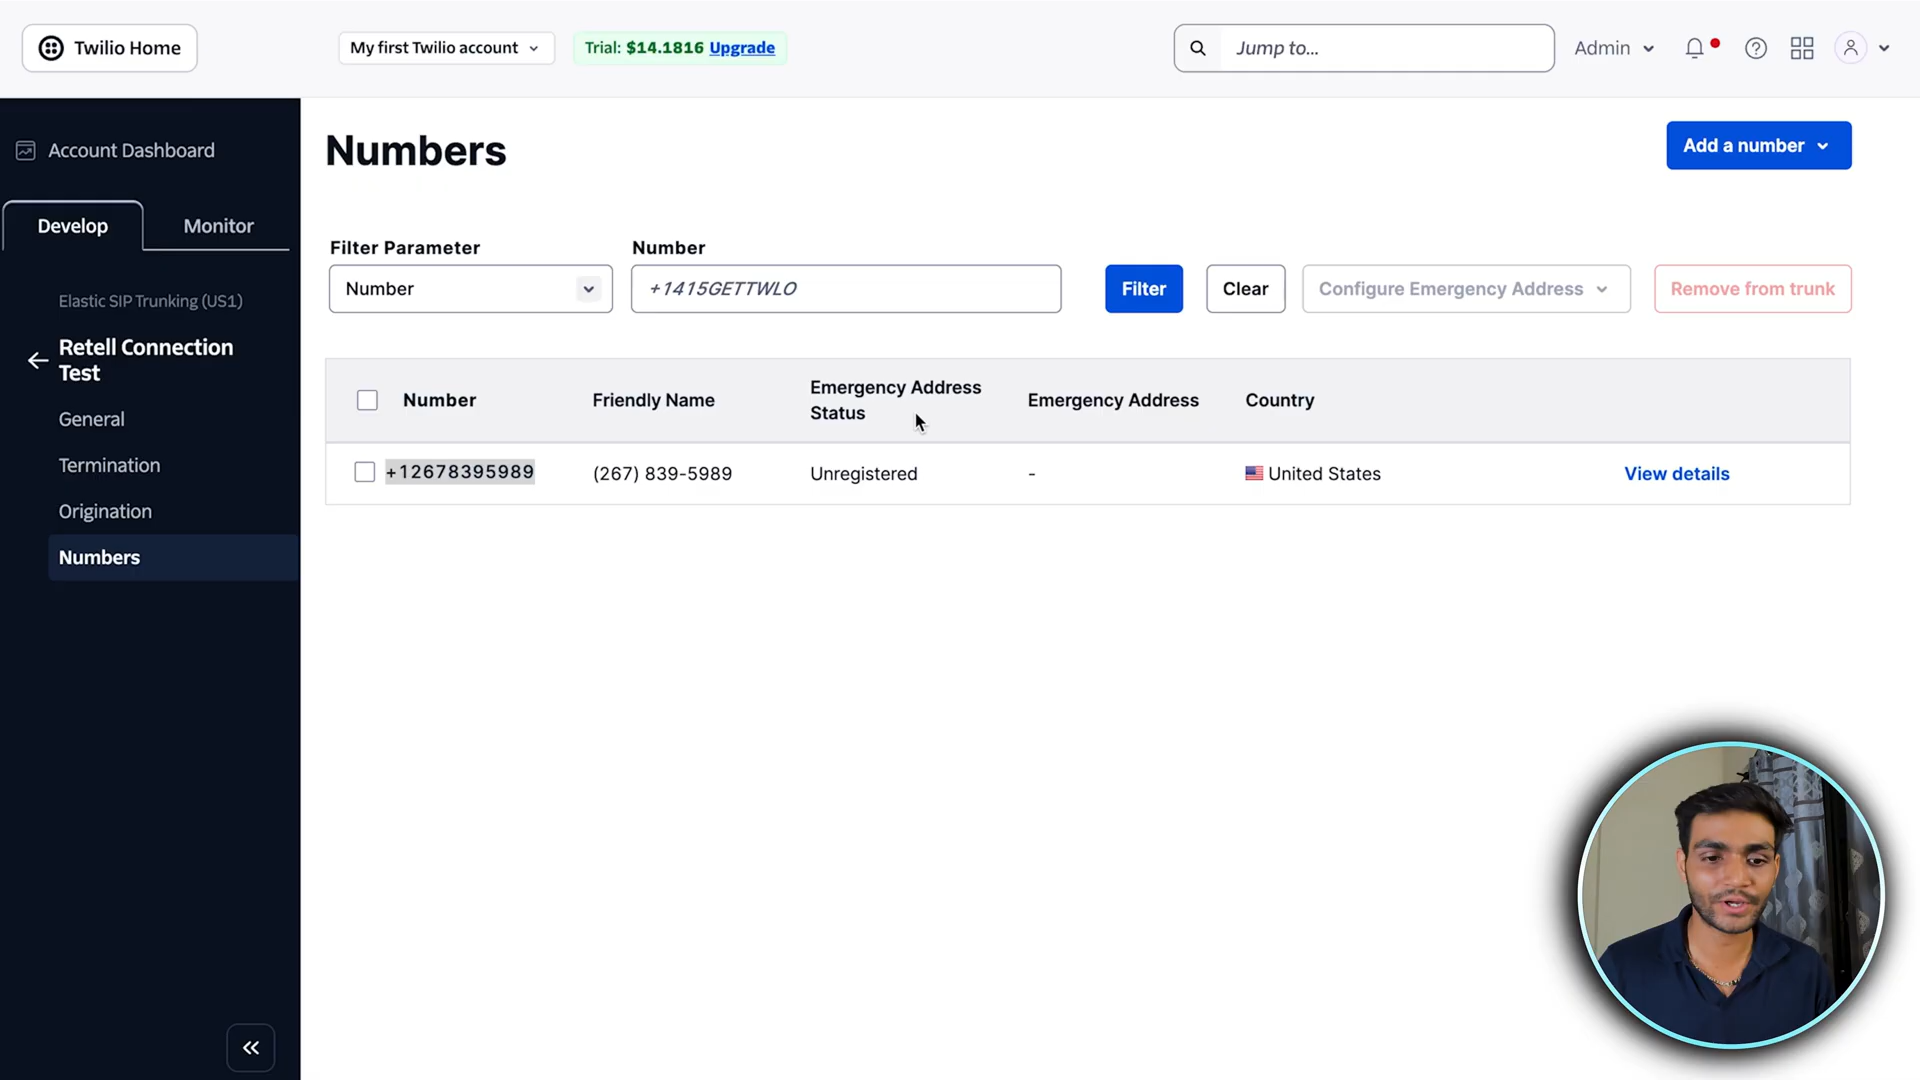 Twilio Home
My first Twilio account
Trial: $14.1816 Upgrade
Jump to...
Admin
Account Dashboard
Develop
Monitor
Elastic SIP Trunking (US1)
Retell Connection
Test
General
Termination
Origination
Numbers
Numbers
Add a number
Filter Parameter
Number
Number
+1415GETTWLO
Filter
Clear
Configure Emergency Address
Remove from trunk
Number
Friendly Name
Emergency Address
Status
Emergency Address
Country
+12678395989
(267) 839-5989
Unregistered
-
United States
View details